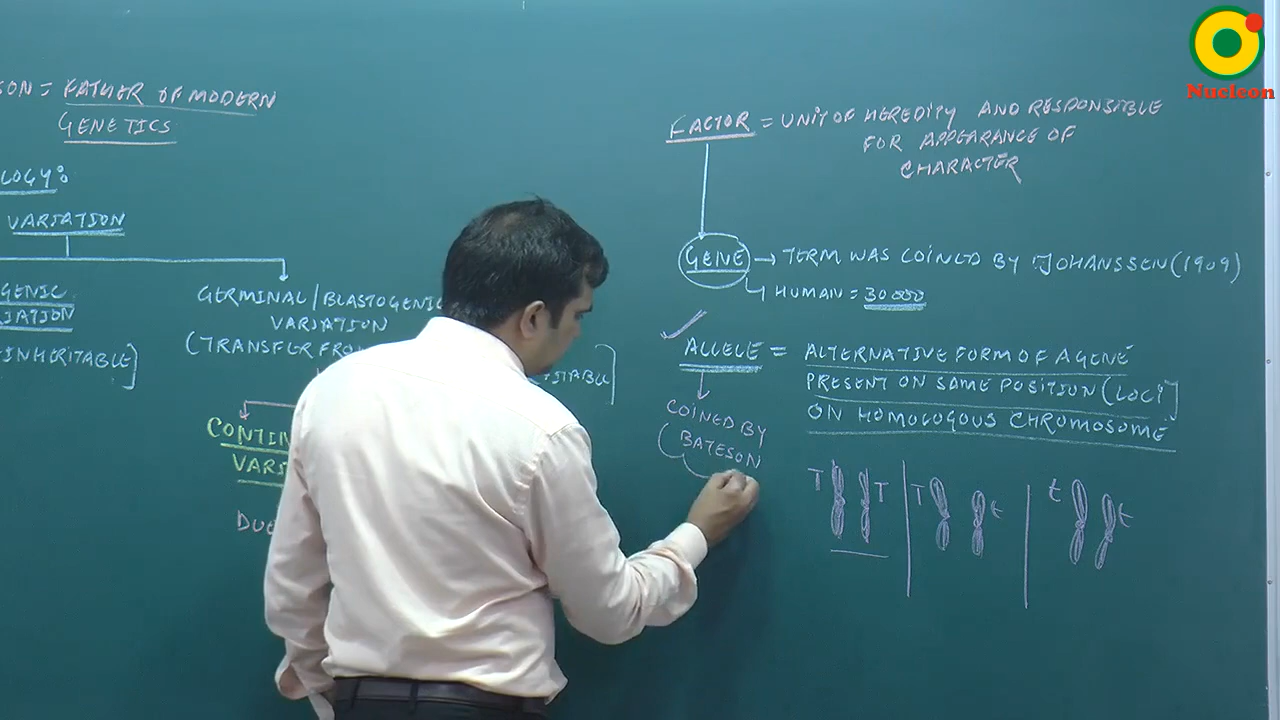 SON = FATHER OF MODERN
GENETICS
LOGY:
VARIATION
GENIC
IATION
INHERITABLE]
GERMINAL/BLASTOGENIC
VARIATION
(TRANSFER FRO
TABLE]
CONTIN
VARI
DUE
Nucleon
FACTOR = UNIT OF HEREDITY AND RESPONSIBLE
FOR APPEARANCE OF
CHARACTER
GENE → TERM WAS COINED BY JOHANSSEN (1909)
HUMAN = 30000
✓
ALLELE = ALTERNATIVE FORM OF A GENE
PRESENT ON SAME POSITION (LOCI]
ON HOMOLOGOUS CHROMOSOME
COINED BY
BATESON
T T T t t t